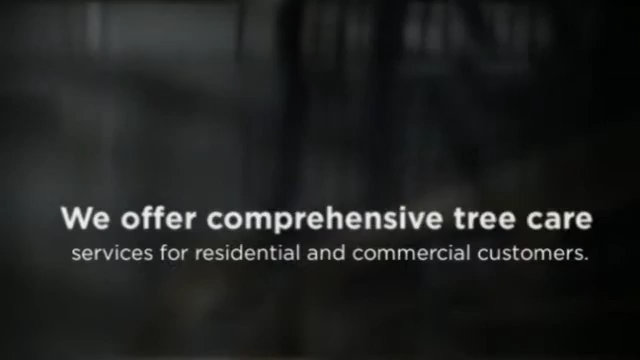 We offer comprehensive tree care
services for residential and commercial customers.